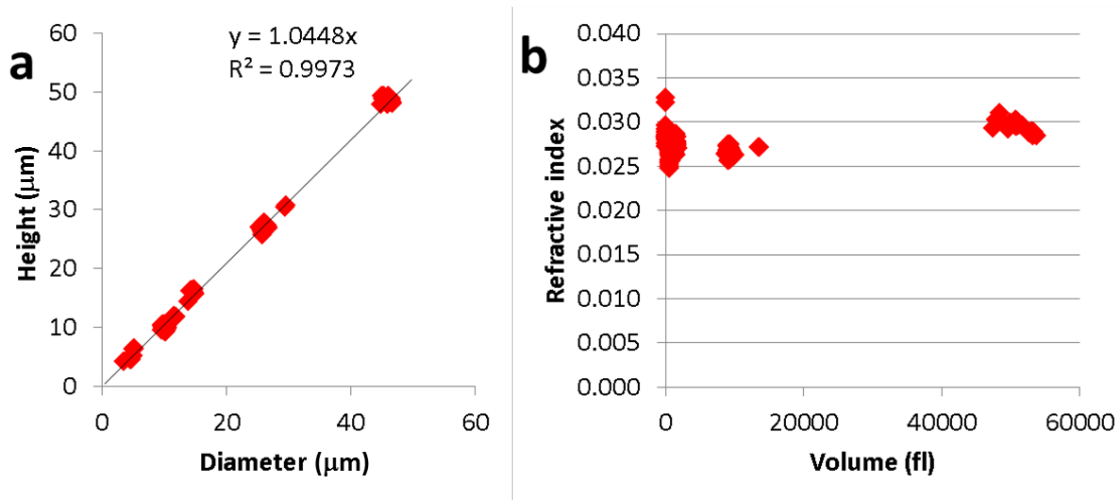 a
y = 1.0448x
R² = 0.9973
60
50
40
30
20
10
0
0 20 40 60
Height (μm)
Diameter (μm)
b
0.040
0.035
0.030
0.025
0.020
0.015
0.010
0.005
0.000
0 20000 40000 60000
Refractive index
Volume (fl)